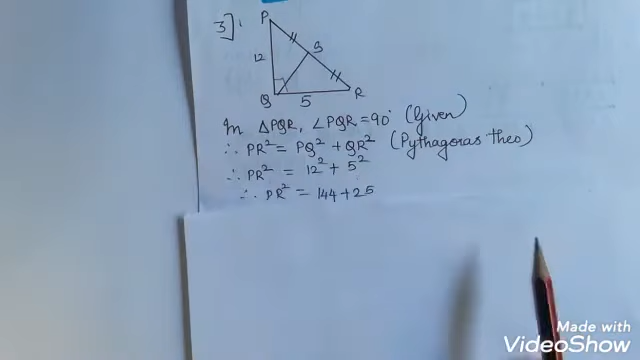 3]
P
12
S
Q
5
R
In △PQR, ∠PQR = 90° (Given)
∴ PR² = PQ² + QR² (Pythagoras theo)
∴ PR² = 12² + 5²
∴ PR² = 144 + 25
Made with
VideoShow